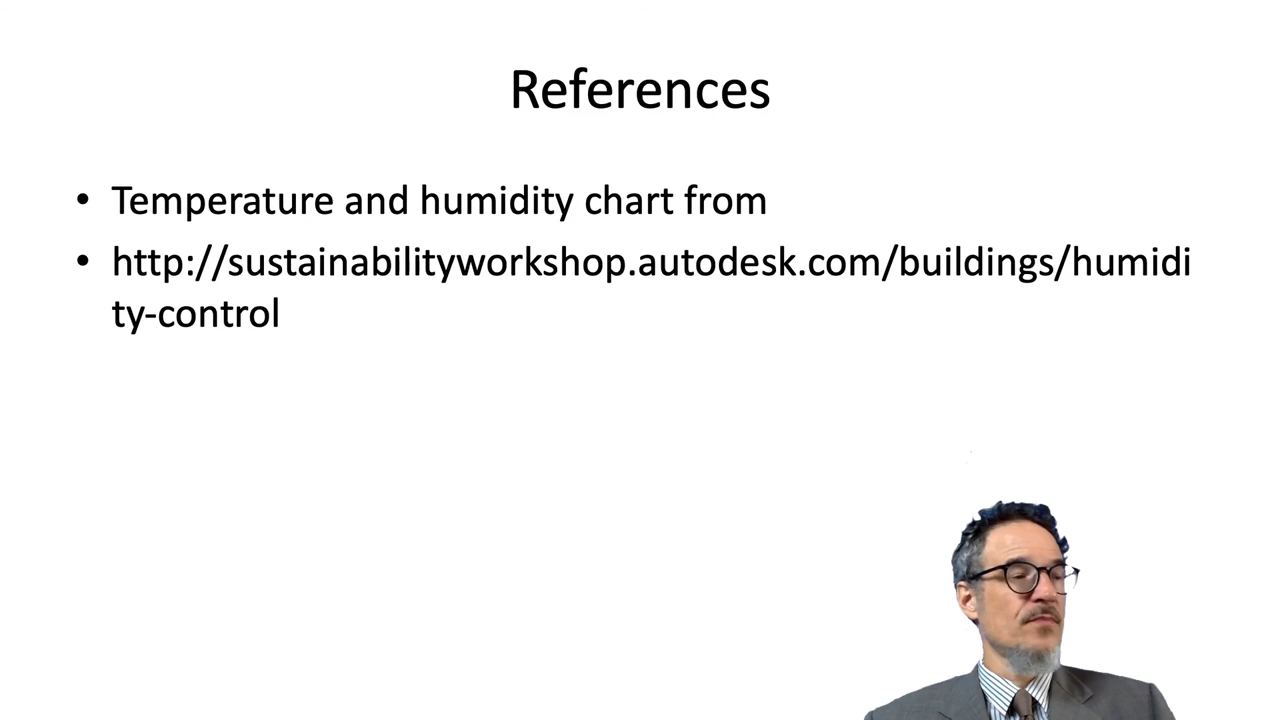 References
• Temperature and humidity chart from
• http://sustainabilityworkshop.autodesk.com/buildings/humidi
ty-control